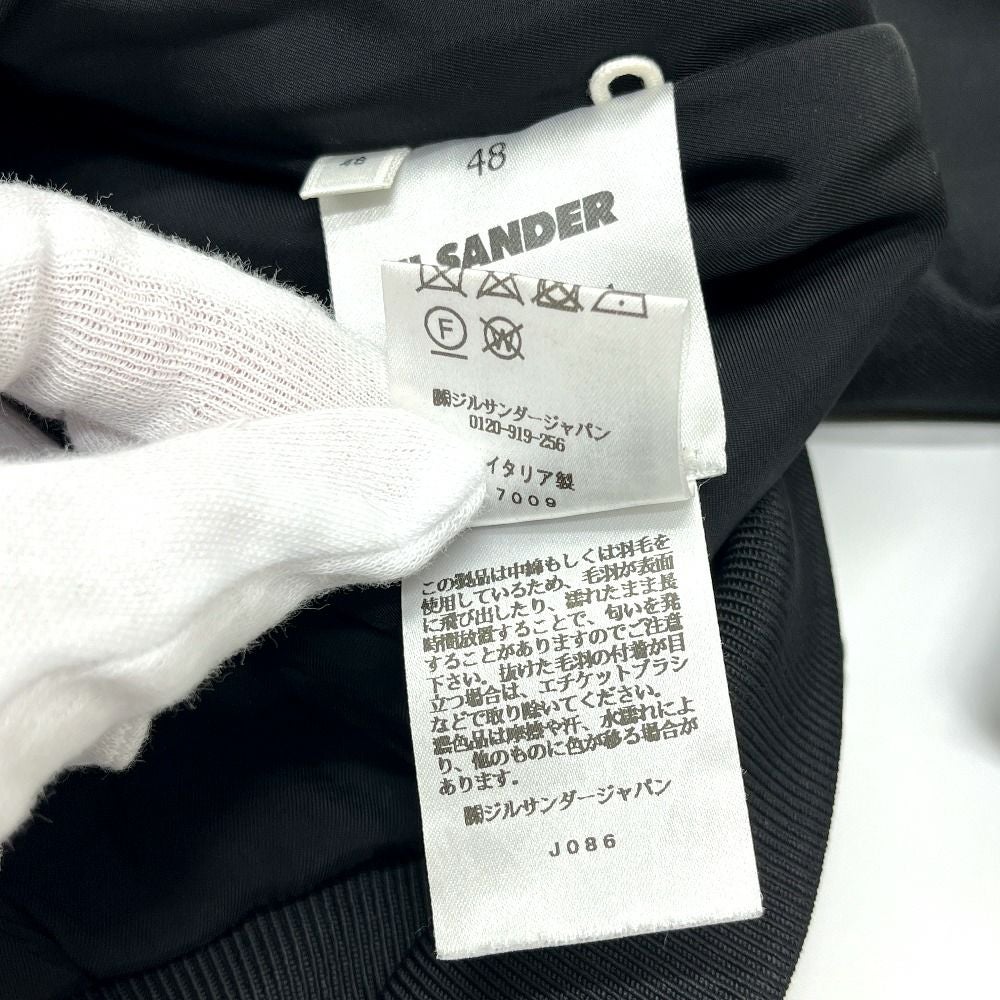 48
48
SANDER
F
W
㈱ジルサンダージャパン
0120-919-256
イタリア製
7009
この製品は中綿もしくは羽毛を
使用しているため、毛羽が表面
に飛び出したり、濡れたまま長
時間放置することで、匂いを発
することがありますのでご注意
下さい。抜けた毛羽の付着が目
立つ場合は、エチケットブラシ
などで取り除いてください。
濃色品は摩擦や汗、水濡れによ
り、他のものに色が移る場合が
あります。
㈱ジルサンダージャパン
J086